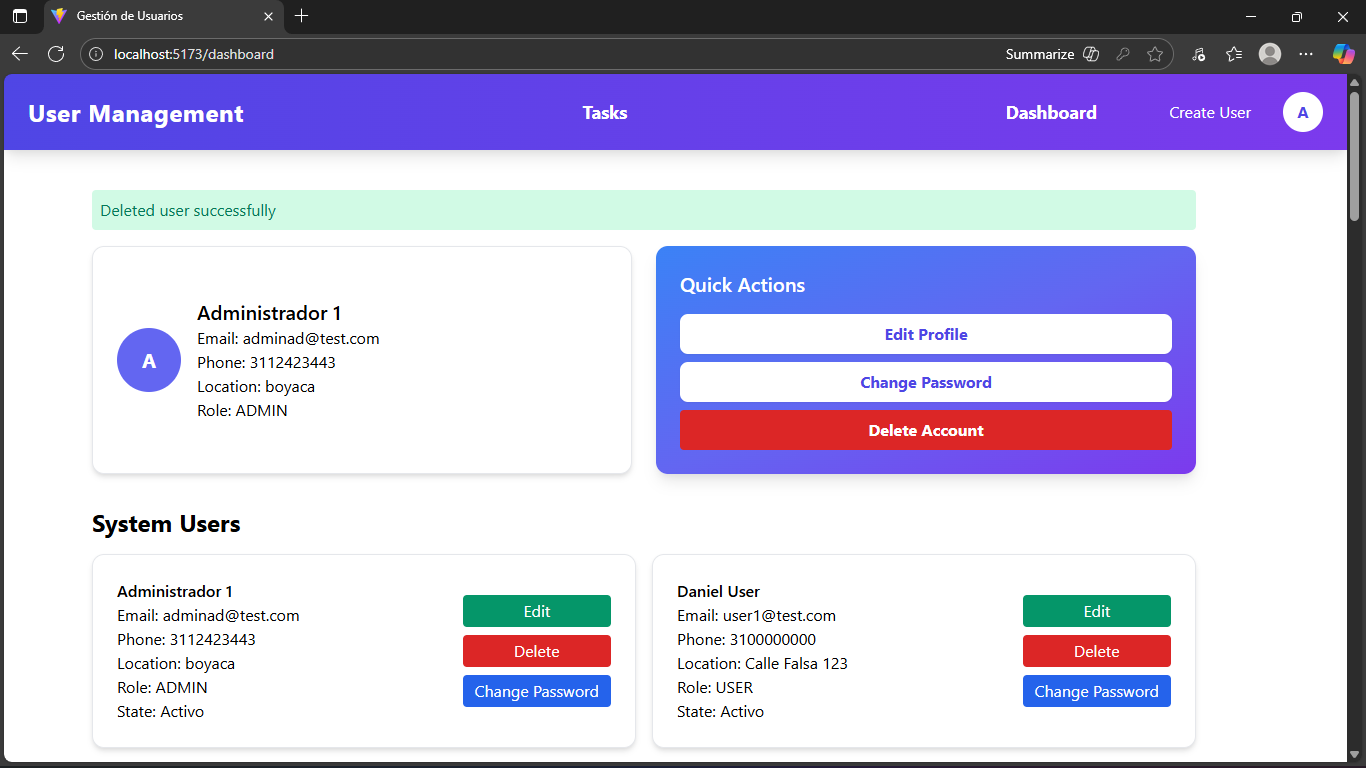 Gestión de Usuarios
localhost:5173/dashboard
Summarize
User Management
Tasks
Dashboard
Create User
A
Deleted user successfully
A
Administrador 1
Email: adminad@test.com
Phone: 3112423443
Location: boyaca
Role: ADMIN
Quick Actions
Edit Profile
Change Password
Delete Account
System Users
Administrador 1
Email: adminad@test.com
Phone: 3112423443
Location: boyaca
Role: ADMIN
State: Activo
Edit
Delete
Change Password
Daniel User
Email: user1@test.com
Phone: 3100000000
Location: Calle Falsa 123
Role: USER
State: Activo
Edit
Delete
Change Password